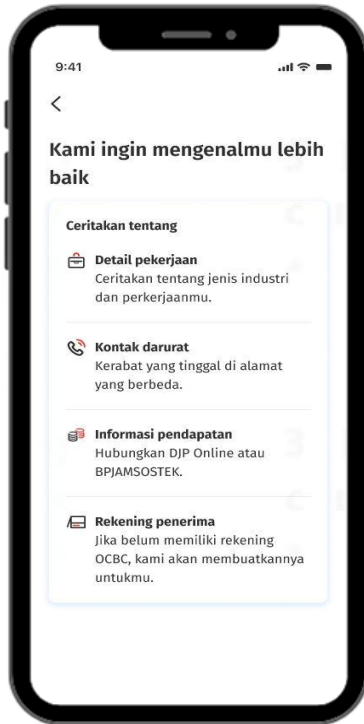 9:41
Kami ingin mengenalmu lebih
baik
Ceritakan tentang
Detail pekerjaan
Ceritakan tentang jenis industri
dan perkerjaanmu.
Kontak darurat
Kerabat yang tinggal di alamat
yang berbeda.
Informasi pendapatan
Hubungkan DJP Online atau
BPJAMSOSTEK.
Rekening penerima
Jika belum memiliki rekening
OCBC, kami akan membuatkannya
untukmu.